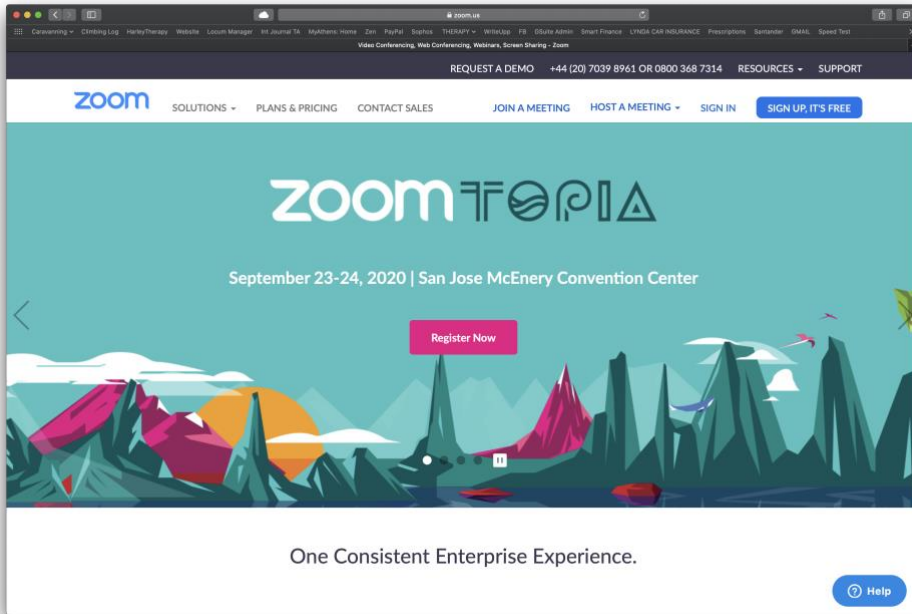 zoom.us
Caravanning Climbing Log HarleyTherapy Website Locum Manager Int Journal TA MyAthens: Home Zen PayPal Sophos THERAPY WriteUpp FB DSuite Admin Smart Finance LYNDA CAR INSURANCE Prescriptions Santander GMAIL Speed Test
Video Conferencing, Web Conferencing, Webinars, Screen Sharing - Zoom
REQUEST A DEMO +44 (20) 7039 8961 OR 0800 368 7314 RESOURCES SUPPORT
zoom SOLUTIONS PLANS & PRICING CONTACT SALES JOIN A MEETING HOST A MEETING SIGN IN SIGN UP, IT'S FREE
ZOOMTOPIA
September 23-24, 2020 | San Jose McEnery Convention Center
Register Now
One Consistent Enterprise Experience.
Help